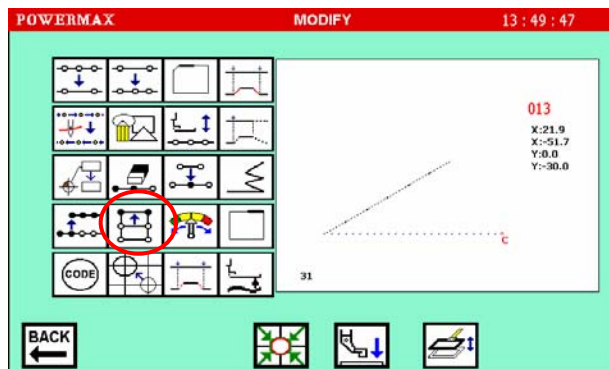 POWERMAX MODIFY 13:49:47
013
X:21.9
X:-51.7
Y:0.0
Y:-30.0
C
31
CODE
BACK